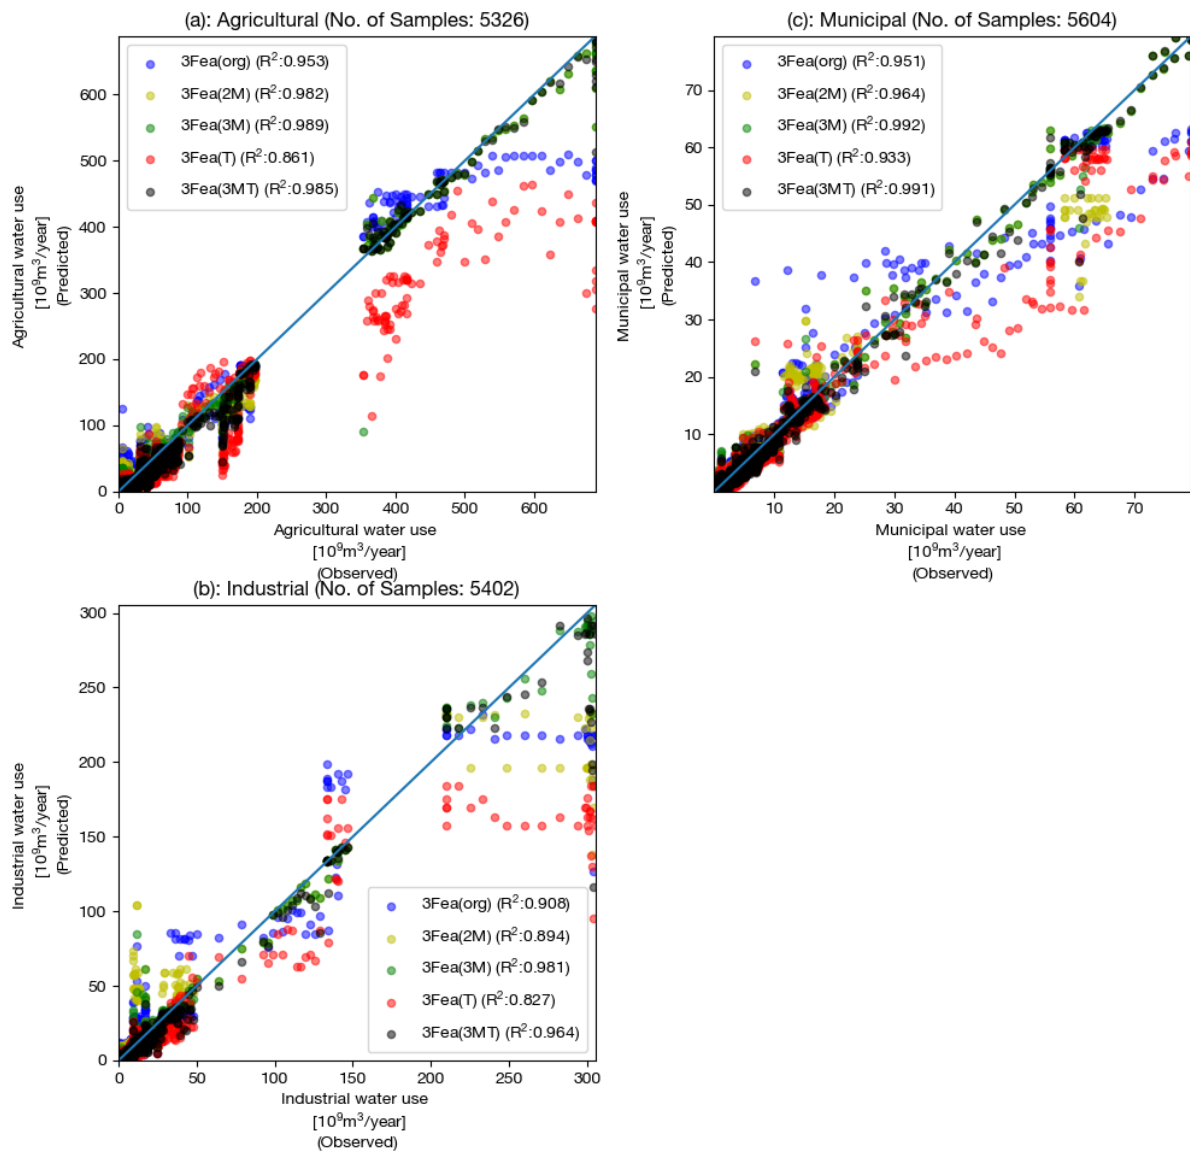 (a): Agricultural (No. of Samples: 5326)
3Fea(org) (R²:0.953)
3Fea(2M) (R²:0.982)
3Fea(3M) (R²:0.989)
3Fea(T) (R²:0.861)
3Fea(3MT) (R²:0.985)
600
500
400
300
200
100
0
Agricultural water use
[10⁹m³/year]
(Predicted)
0 100 200 300 400 500 600
Agricultural water use
[10⁹m³/year]
(Observed)
(c): Municipal (No. of Samples: 5604)
3Fea(org) (R²:0.951)
3Fea(2M) (R²:0.964)
3Fea(3M) (R²:0.992)
3Fea(T) (R²:0.933)
3Fea(3MT) (R²:0.991)
70
60
50
40
30
20
10
Municipal water use
[10⁹m³/year]
(Predicted)
10 20 30 40 50 60 70
Municipal water use
[10⁹m³/year]
(Observed)
(b): Industrial (No. of Samples: 5402)
300
250
200
150
100
50
0
Industrial water use
[10⁹m³/year]
(Predicted)
3Fea(org) (R²:0.908)
3Fea(2M) (R²:0.894)
3Fea(3M) (R²:0.981)
3Fea(T) (R²:0.827)
3Fea(3MT) (R²:0.964)
0 50 100 150 200 250 300
Industrial water use
[10⁹m³/year]
(Observed)